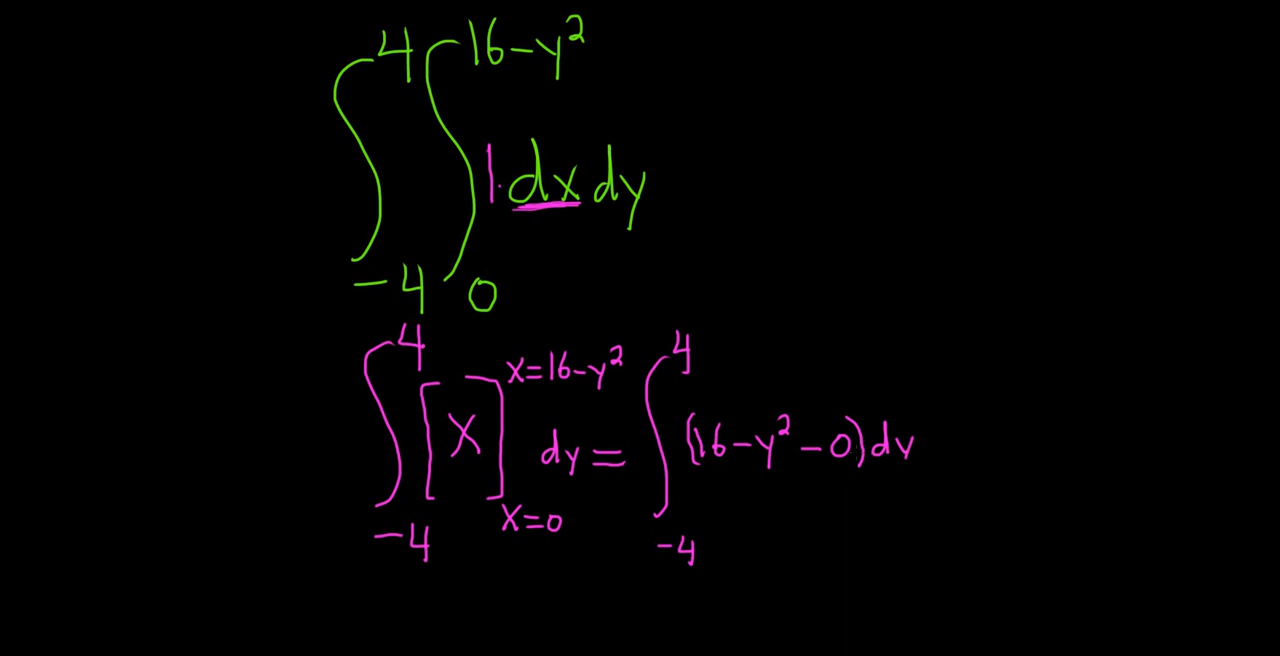 ∫_{-4}^{4} ∫_{0}^{16-y²} 1·dx dy
∫_{-4}^{4} [x]_{x=0}^{x=16-y²} dy = ∫_{-4}^{4} (16-y²-0)dy